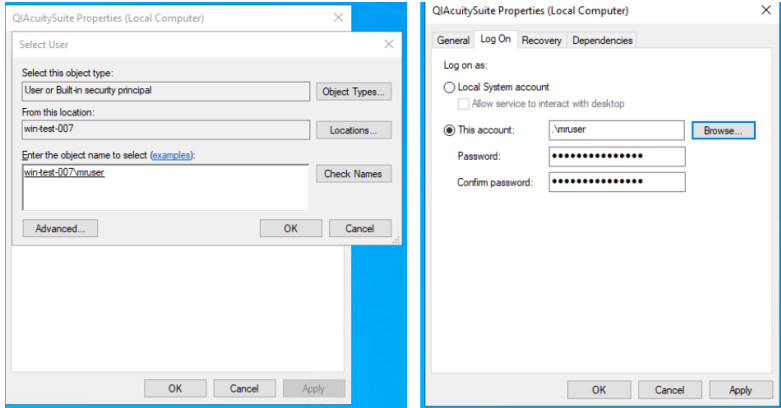 QIAcuitySuite Properties (Local Computer)
Select User
Select this object type:
User or Built-in security principal
Object Types...
From this location:
win-test-007
Locations...
Enter the object name to select (examples):
win-test-007\mruser
Check Names
Advanced...
OK
Cancel
OK
Cancel
Apply
QIAcuitySuite Properties (Local Computer)
General
Log On
Recovery
Dependencies
Log on as:
Local System account
Allow service to interact with desktop
This account:
.\mruser
Browse...
Password:
•••••••••••••••
Confirm password:
•••••••••••••••
OK
Cancel
Apply